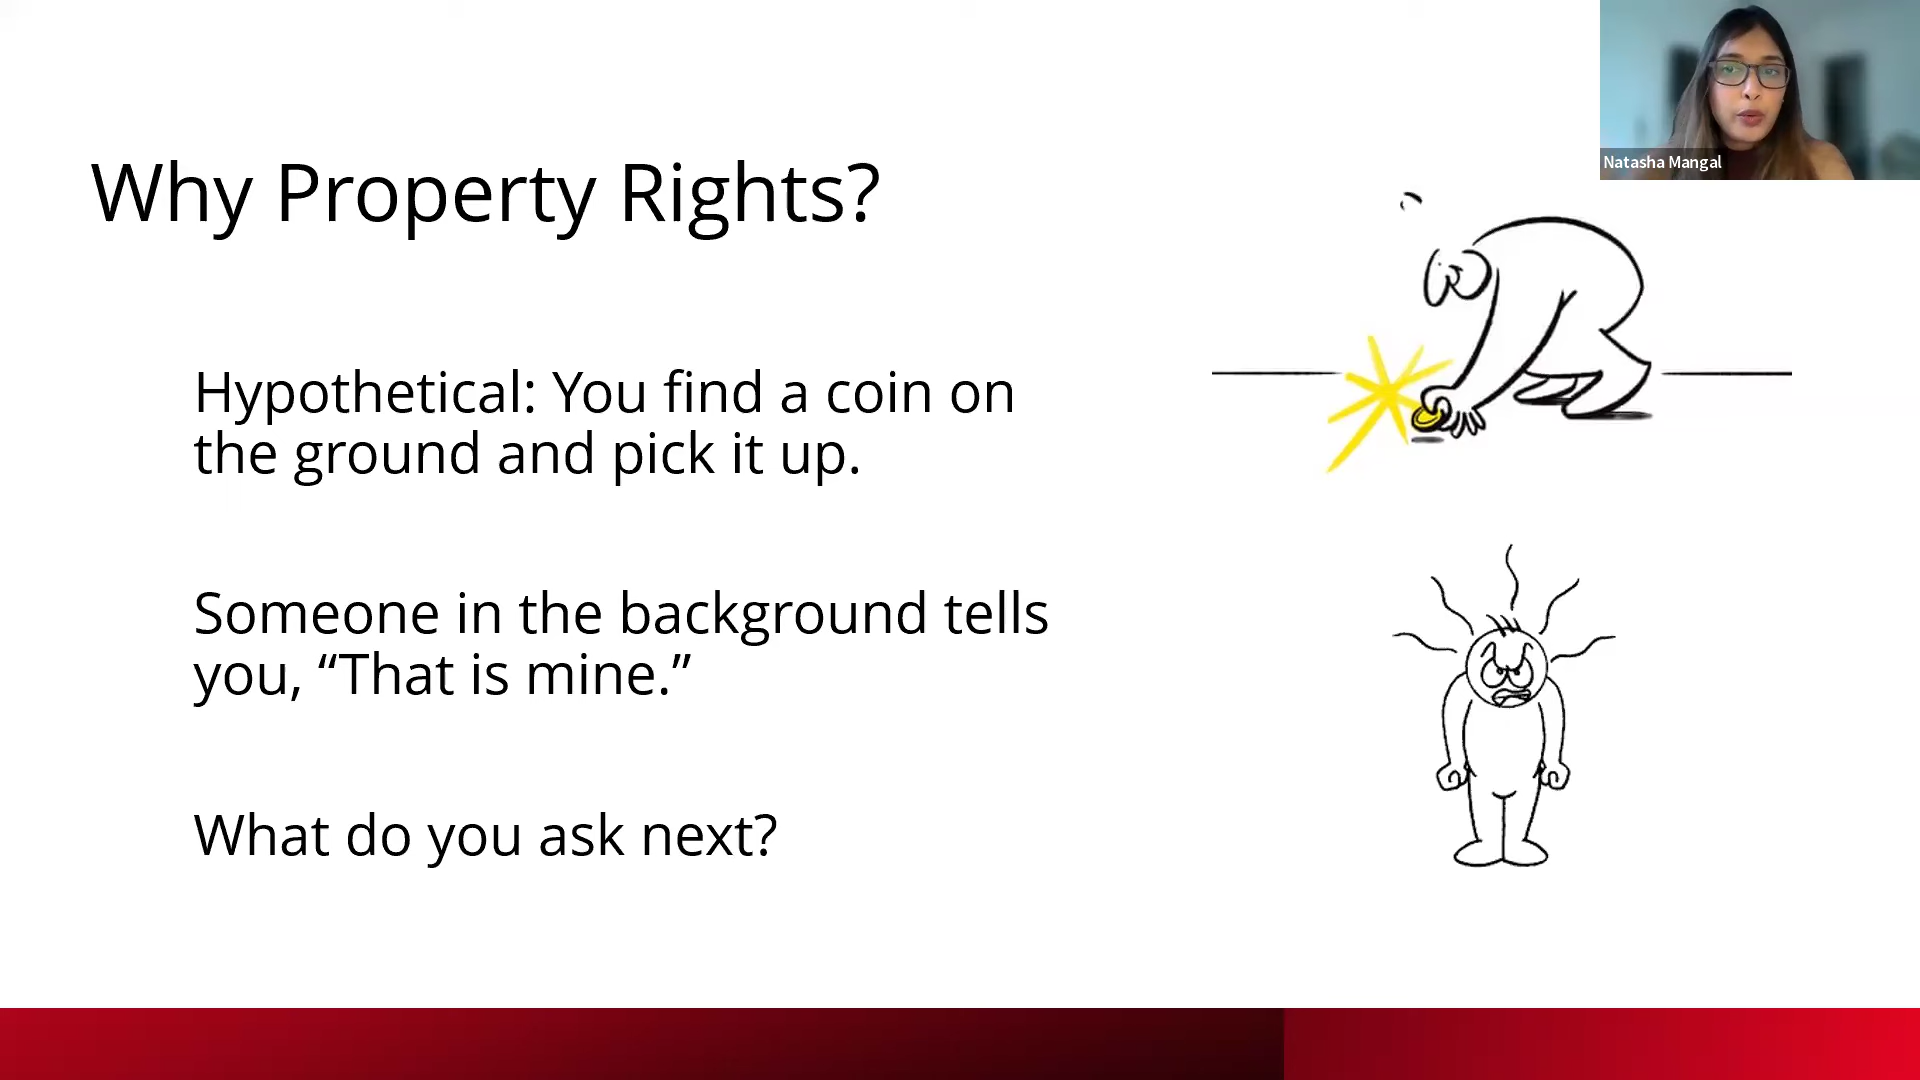 Why Property Rights?
Natasha Mangal
Hypothetical: You find a coin on
the ground and pick it up.
Someone in the background tells
you, “That is mine.”
What do you ask next?